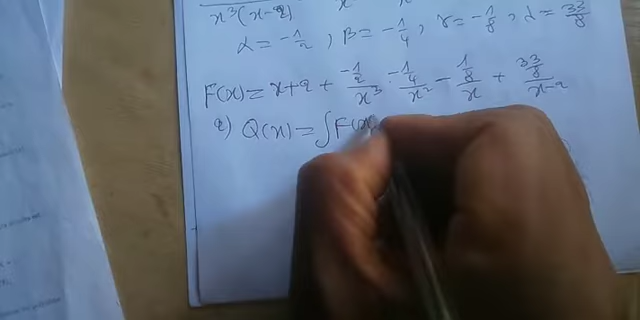 x³(x-2) x x
α = -1/2 , β = -1/4 , γ = -1/8 , λ = 33/8
F(x) = x+2 + (-1/2)/x³ (-1/4)/x² - (1/8)/x + (33/8)/(x-2)
2) Q(x) = ∫F(x